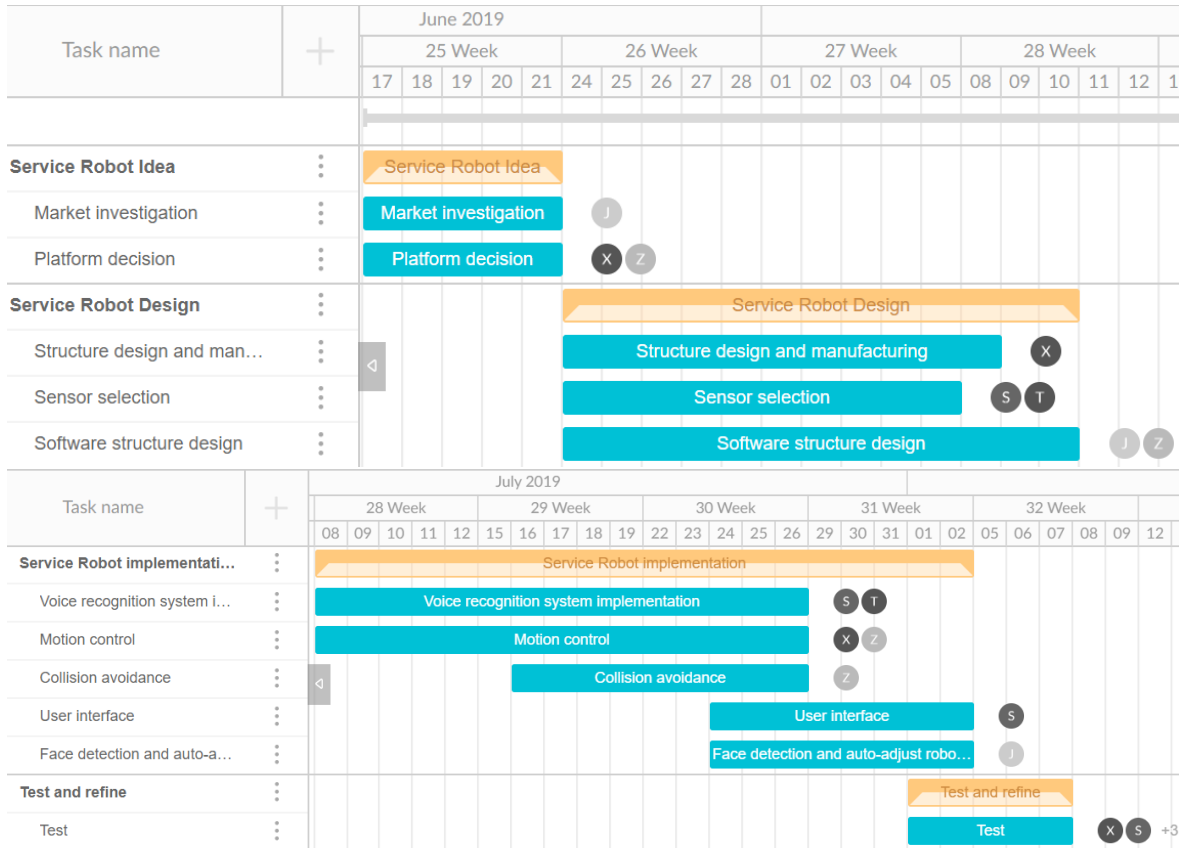 June 2019
Task name
25 Week 26 Week 27 Week 28 Week
17 18 19 20 21 24 25 26 27 28 01 02 03 04 05 08 09 10 11 12 1
Service Robot Idea Service Robot Idea
Market investigation Market investigation J
Platform decision Platform decision X Z
Service Robot Design Service Robot Design
Structure design and man... Structure design and manufacturing X
Sensor selection Sensor selection S T
Software structure design Software structure design J Z
July 2019
Task name
28 Week 29 Week 30 Week 31 Week 32 Week
08 09 10 11 12 15 16 17 18 19 22 23 24 25 26 29 30 31 01 02 05 06 07 08 09 12
Service Robot implementati... Service Robot implementation
Voice recognition system i... Voice recognition system implementation S T
Motion control Motion control X Z
Collision avoidance Collision avoidance Z
User interface User interface S
Face detection and auto-a... Face detection and auto-adjust robo... J
Test and refine Test and refine
Test Test X S +3